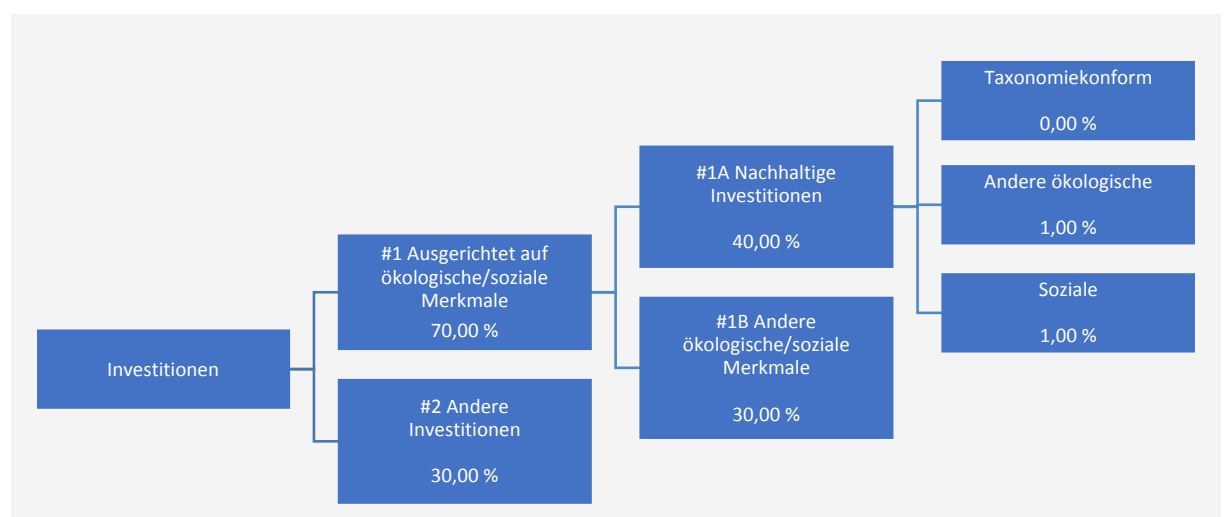 Investitionen
#1 Ausgerichtet auf
ökologische/soziale
Merkmale
70,00 %
#2 Andere
Investitionen
30,00 %
#1A Nachhaltige
Investitionen
40,00 %
#1B Andere
ökologische/soziale
Merkmale
30,00 %
Taxonomiekonform
0,00 %
Andere ökologische
1,00 %
Soziale
1,00 %